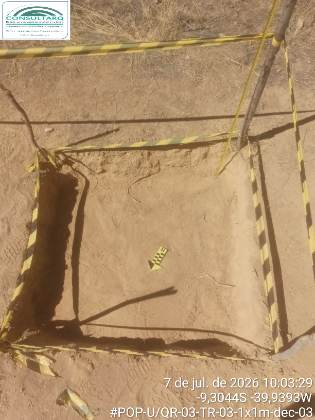 CONSULTARQ
7 de jul. de 2026 10:03:29
-9,3044S -39,9393W
#POP-U/QR-03-TR-03-1x1m-dec-03